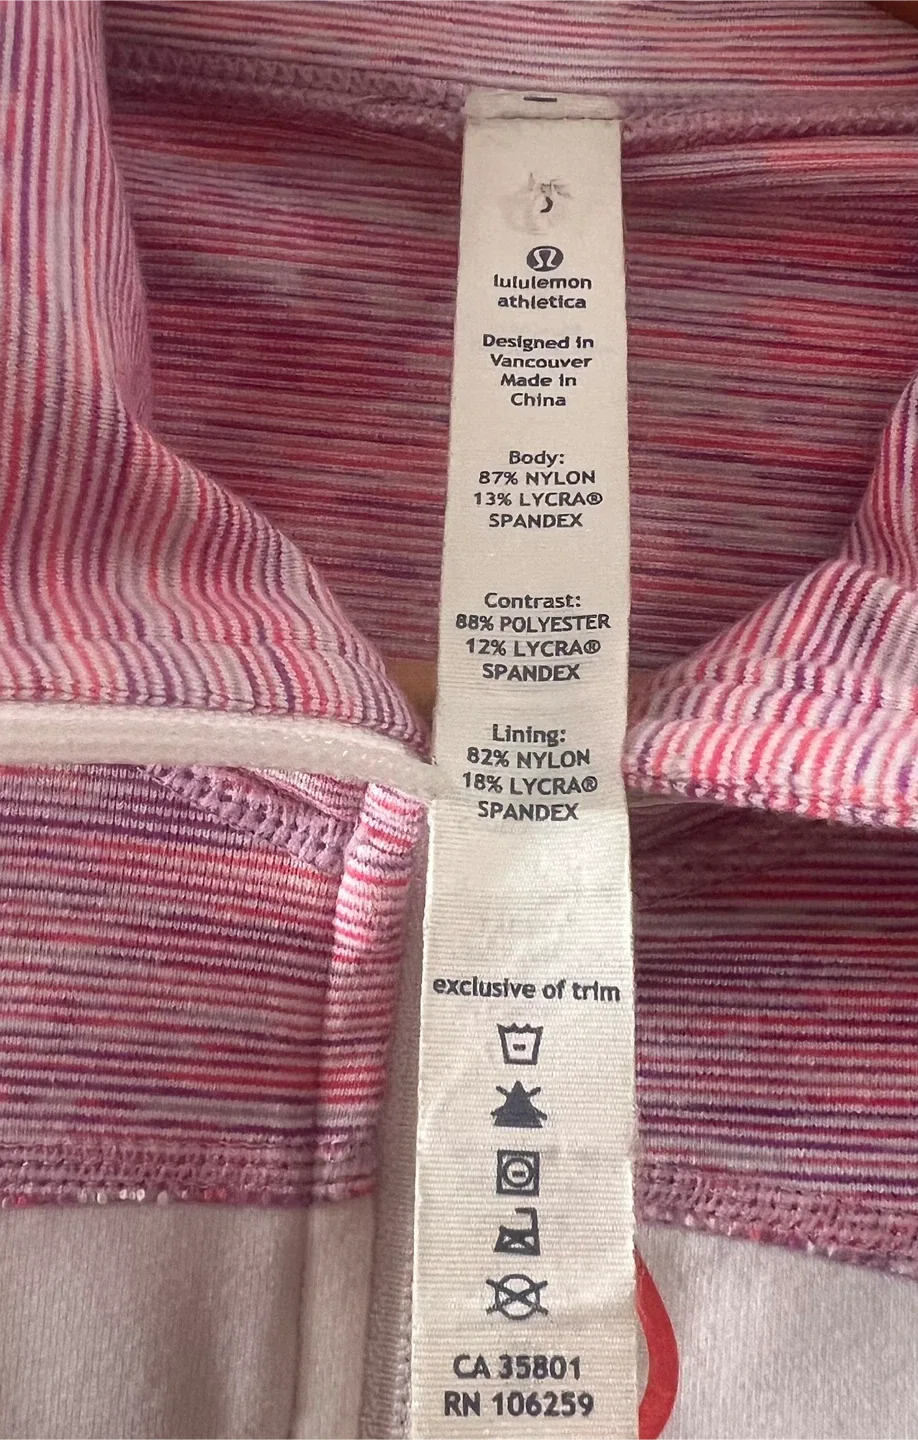 lululemon
athletica
Designed in
Vancouver
Made in
China
Body:
87% NYLON
13% LYCRA®
SPANDEX
Contrast:
88% POLYESTER
12% LYCRA®
SPANDEX
Lining:
82% NYLON
18% LYCRA®
SPANDEX
exclusive of trim
CA 35801
RN 106259